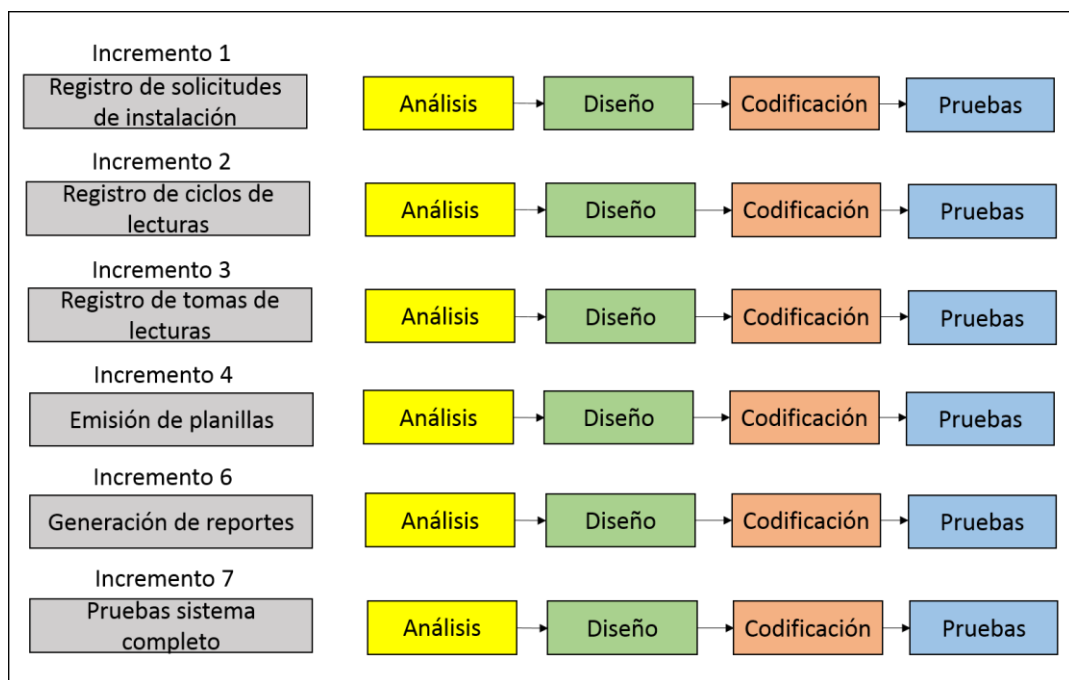 Incremento 1
Registro de solicitudes
de instalación
Análisis
Diseño
Codificación
Pruebas
Incremento 2
Registro de ciclos de
lecturas
Análisis
Diseño
Codificación
Pruebas
Incremento 3
Registro de tomas de
lecturas
Análisis
Diseño
Codificación
Pruebas
Incremento 4
Emisión de planillas
Análisis
Diseño
Codificación
Pruebas
Incremento 6
Generación de reportes
Análisis
Diseño
Codificación
Pruebas
Incremento 7
Pruebas sistema
completo
Análisis
Diseño
Codificación
Pruebas